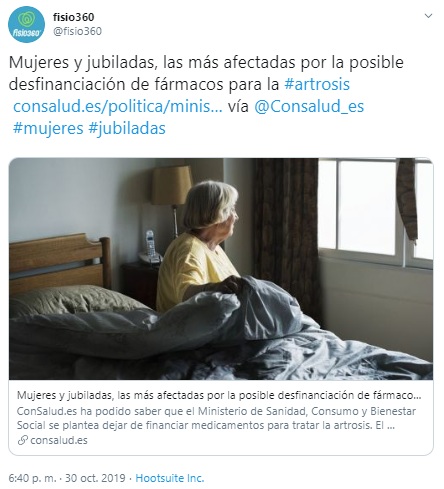 fisio360
@fisio360
fisio360
Mujeres y jubiladas, las más afectadas por la posible
desfinanciación de fármacos para la #artrosis
consalud.es/politica/minis... vía @Consalud_es
#mujeres #jubiladas
Mujeres y jubiladas, las más afectadas por la posible desfinanciación de fármaco...
ConSalud.es ha podido saber que el Ministerio de Sanidad, Consumo y Bienestar
Social se plantea dejar de financiar medicamentos para tratar la artrosis. El ...
consalud.es
6:40 p. m. · 30 oct. 2019 · Hootsuite Inc.